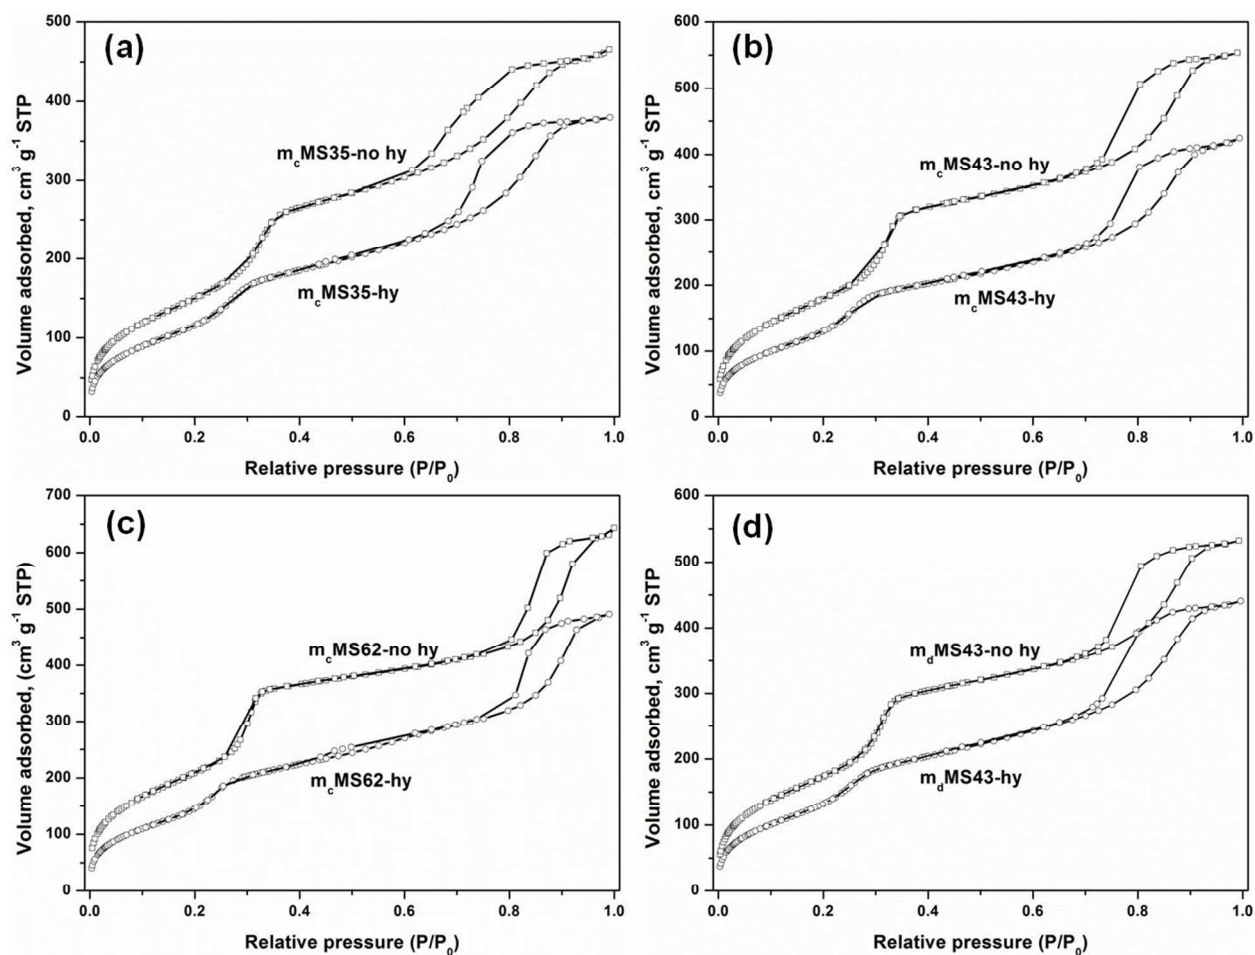 (a)
500
400
300
200
100
0
Volume adsorbed, cm³ g⁻¹ STP
m_cMS35-no hy
m_cMS35-hy
0.0 0.2 0.4 0.6 0.8 1.0
Relative pressure (P/P₀)
(b)
600
500
400
300
200
100
0
Volume adsorbed, cm³ g⁻¹ STP
m_cMS43-no hy
m_cMS43-hy
0.0 0.2 0.4 0.6 0.8 1.0
Relative pressure (P/P₀)
(c)
700
600
500
400
300
200
100
0
Volume adsorbed, (cm³ g⁻¹ STP)
m_cMS62-no hy
m_cMS62-hy
0.0 0.2 0.4 0.6 0.8 1.0
Relative pressure (P/P₀)
(d)
600
500
400
300
200
100
0
Volume adsorbed, cm³ g⁻¹ STP
m_dMS43-no hy
m_dMS43-hy
0.0 0.2 0.4 0.6 0.8 1.0
Relative pressure (P/P₀)